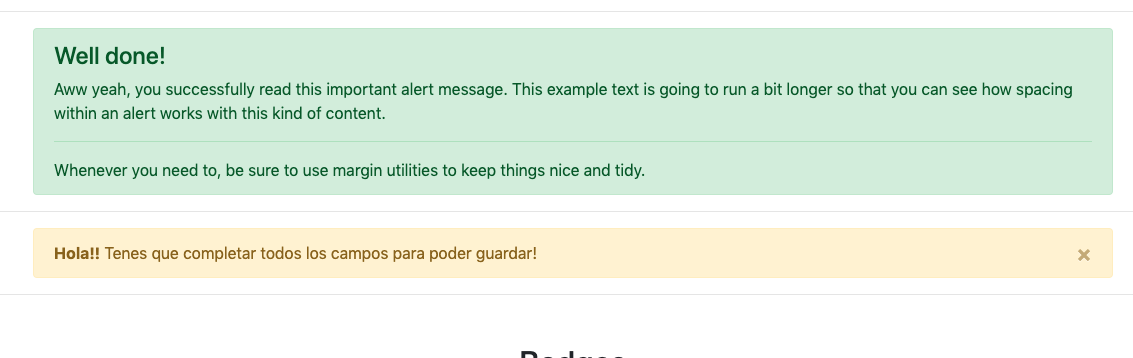 Well done!
Aww yeah, you successfully read this important alert message. This example text is going to run a bit longer so that you can see how spacing
within an alert works with this kind of content.
Whenever you need to, be sure to use margin utilities to keep things nice and tidy.
Hola!! Tenes que completar todos los campos para poder guardar!
×
Badges